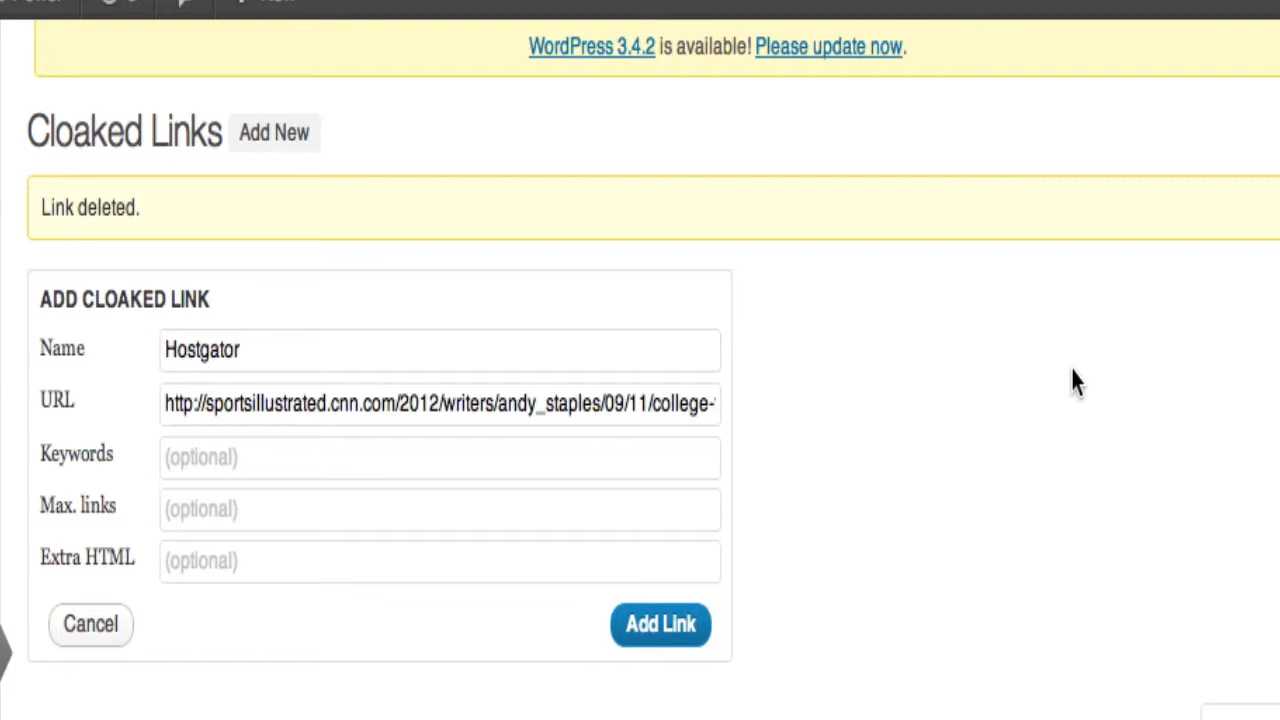 WordPress 3.4.2 is available! Please update now.
Cloaked Links Add New
Link deleted.
ADD CLOAKED LINK
Name Hostgator
URL http://sportsillustrated.cnn.com/2012/writers/andy_staples/09/11/college-
Keywords (optional)
Max. links (optional)
Extra HTML (optional)
Cancel Add Link